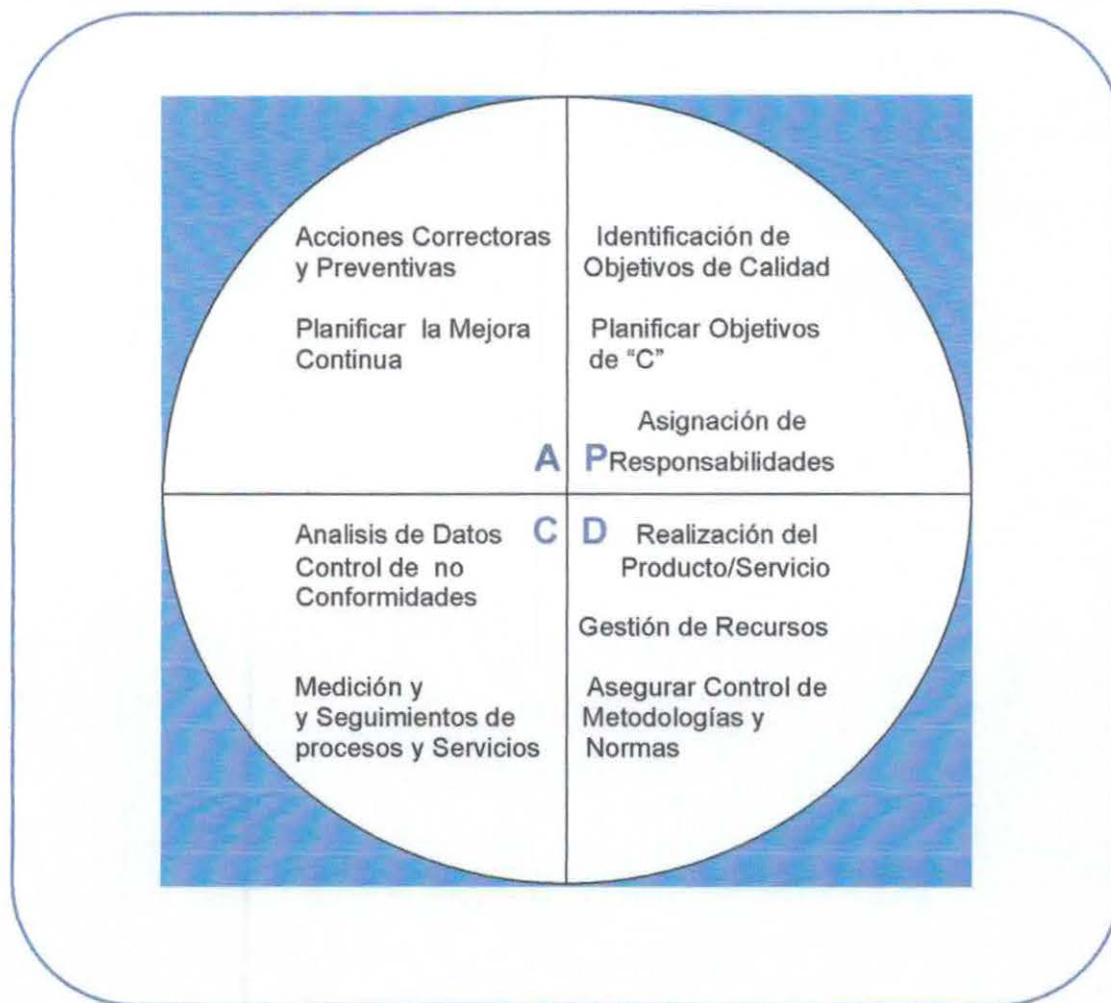 Acciones Correctoras
y Preventivas
Planificar la Mejora
Continua
A
Identificación de
Objetivos de Calidad
Planificar Objetivos
de “C”
Asignación de
P Responsabilidades
Analisis de Datos C
Control de no
Conformidades
Medición y
y Seguimientos de
procesos y Servicios
D Realización del
Producto/Servicio
Gestión de Recursos
Asegurar Control de
Metodologías y
Normas